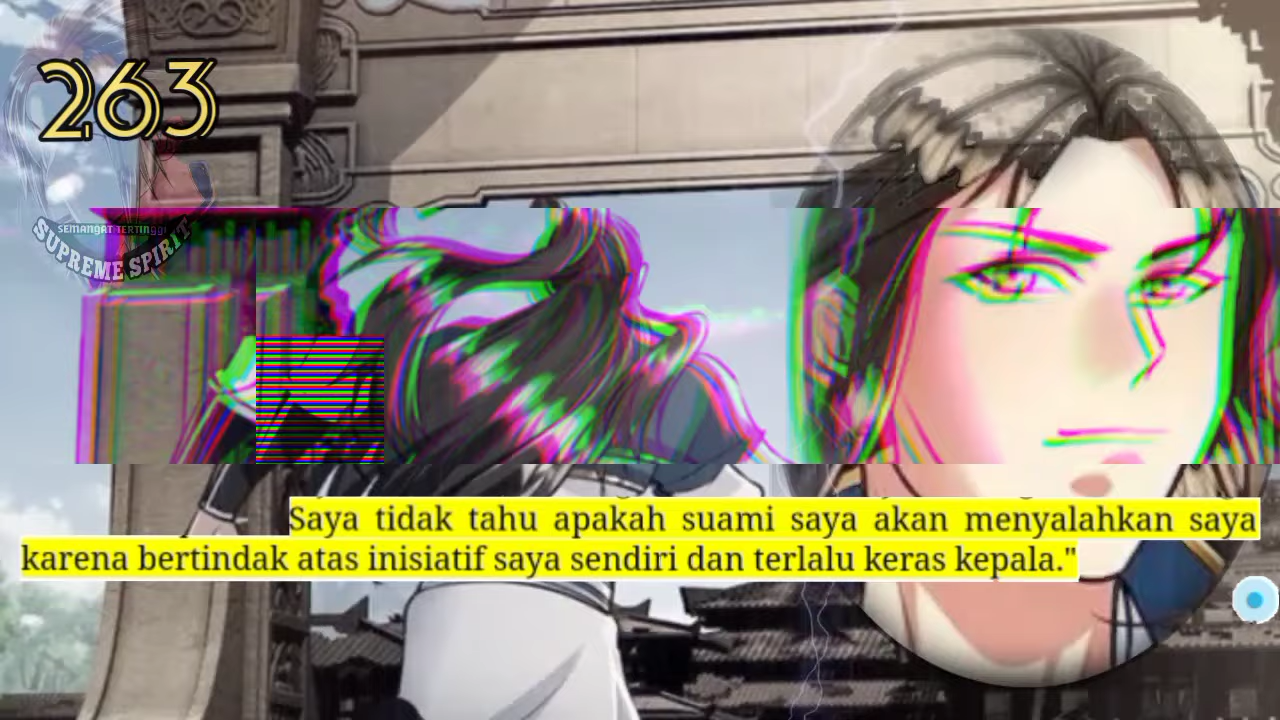 263
SEMANGAT TERTINGGI
SUPREME SPIRIT
Saya tidak tahu apakah suami saya akan menyalahkan saya
karena bertindak atas inisiatif saya sendiri dan terlalu keras kepala."